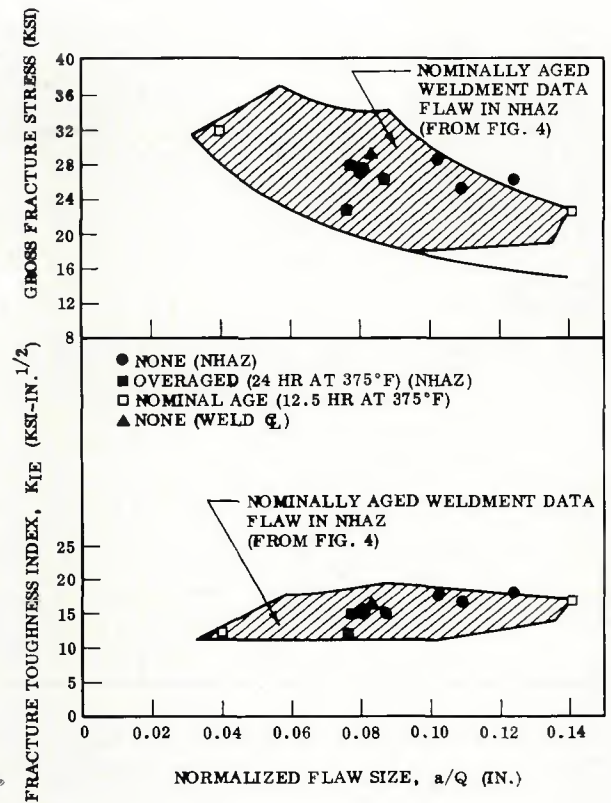 GROSS FRACTURE STRESS (KSI)
40
36
32
28
24
20
16
12
8
NOMINALLY AGED
WELDMENT DATA
FLAW IN NHAZ
(FROM FIG. 4)
● NONE (NHAZ)
■ OVERAGED (24 HR AT 375°F) (NHAZ)
□ NOMINAL AGE (12.5 HR AT 375°F)
▲ NONE (WELD ℄)
FRACTURE TOUGHNESS INDEX, KIE (KSI-IN.1/2)
NOMINALLY AGED WELDMENT DATA
FLAW IN NHAZ
(FROM FIG. 4)
25
20
15
10
5
0
0 0.02 0.04 0.06 0.08 0.10 0.12 0.14
NORMALIZED FLAW SIZE, a/Q (IN.)